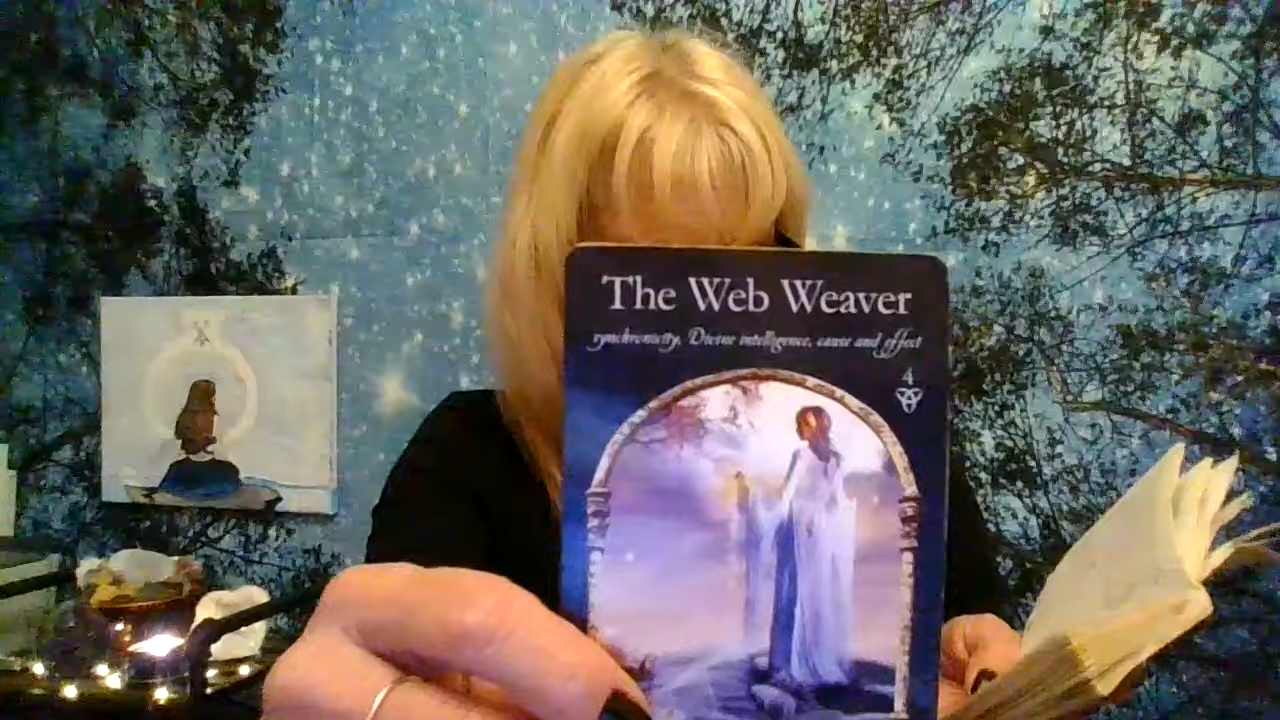 The Web Weaver
synchronicity, Divine intelligence, cause and effect
4